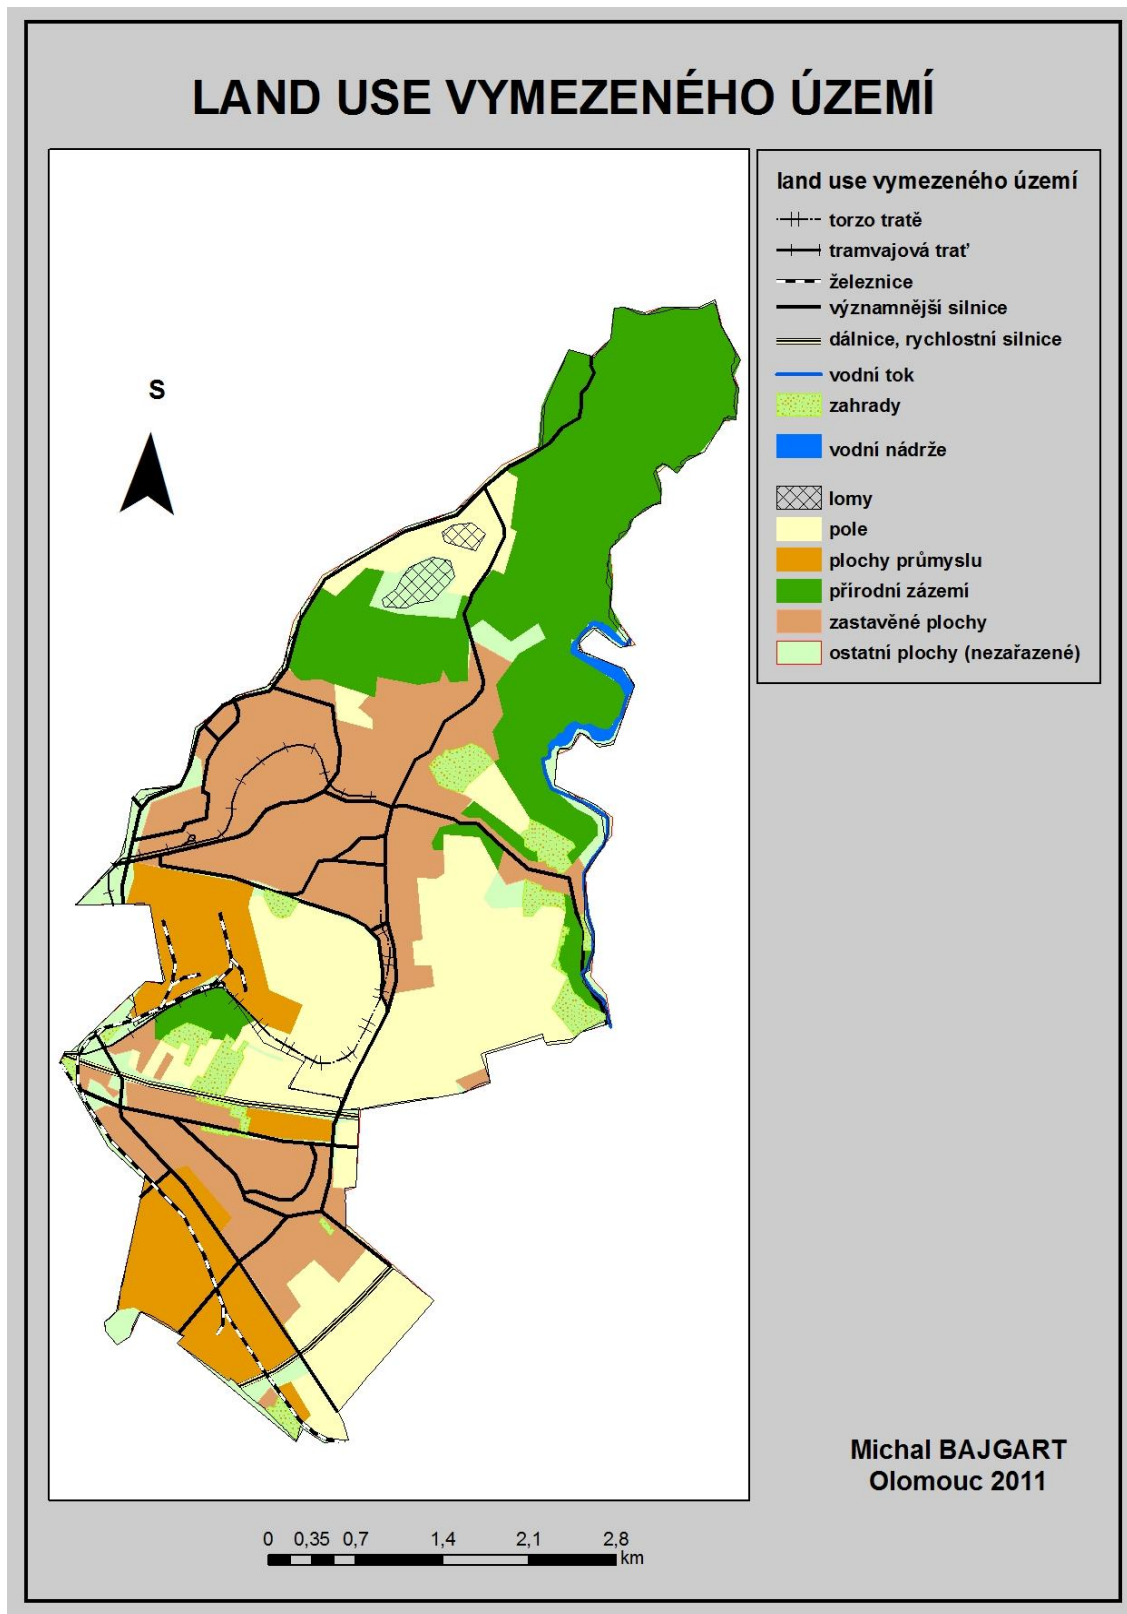 LAND USE VYMEZENÉHO ÚZEMÍ
land use vymezeného území
torzo tratě
tramvajová trať
železnice
významnější silnice
dálnice, rychlostní silnice
vodní tok
zahrady
vodní nádrže
lomy
pole
plochy průmyslu
přírodní zázemí
zastavěné plochy
ostatní plochy (nezařazené)
S
Michal BAJGART
Olomouc 2011
0 0,35 0,7 1,4 2,1 2,8
km